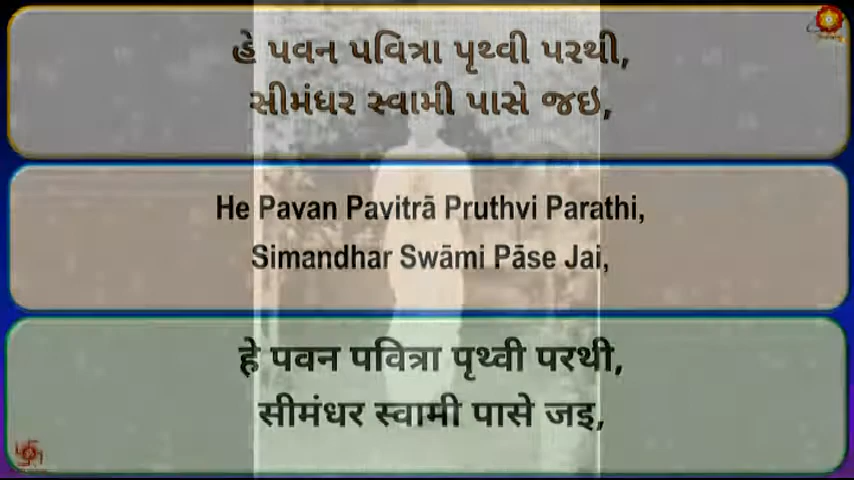 હે પવન પવિત્રા પૃથ્વી પરથી,
સીમંધર સ્વામી પાસે જઇ,
He Pavan Pavitrā Pruthvi Parathi,
Simandhar Swāmi Pāse Jai,
हे पवन पवित्रा पृथ्वी परथी,
सीमंधर स्वामी पासे जइ,